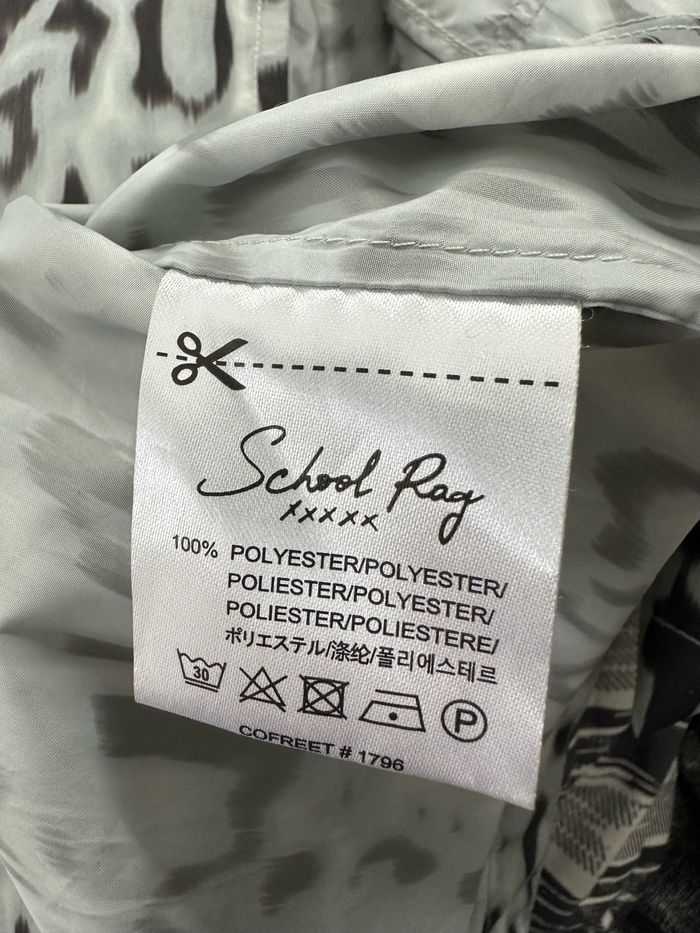 School Rag
xxxxx
100% POLYESTER/POLYESTER/
POLIESTER/POLYESTER/
POLIESTER/POLIESTERE/
ポリエステル/涤纶/폴리에스테르
30
P
COFREET # 1796